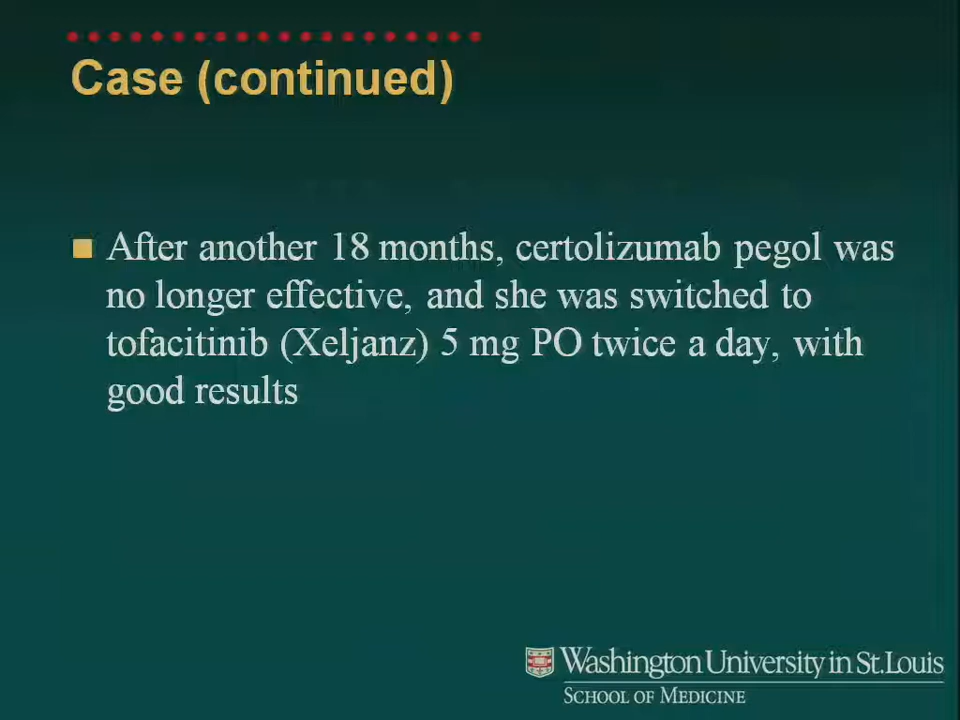 Case (continued)
After another 18 months, certolizumab pegol was
no longer effective, and she was switched to
tofacitinib (Xeljanz) 5 mg PO twice a day, with
good results
Washington University in St. Louis
SCHOOL OF MEDICINE